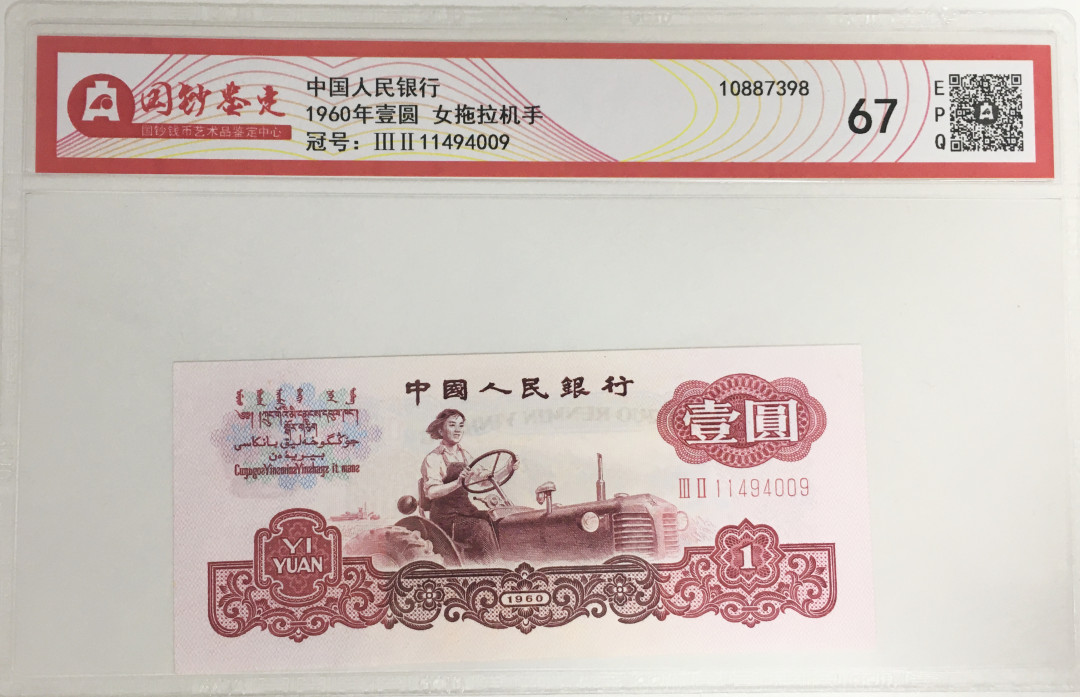 国钞鉴定
国钞钱币艺术品鉴定中心
中国人民银行
1960年壹圆 女拖拉机手
冠号：ⅢⅡ11494009
10887398
67
E
P
Q
中國人民銀行
壹圓
ⅢⅡ11494009
YI
YUAN
1960
1